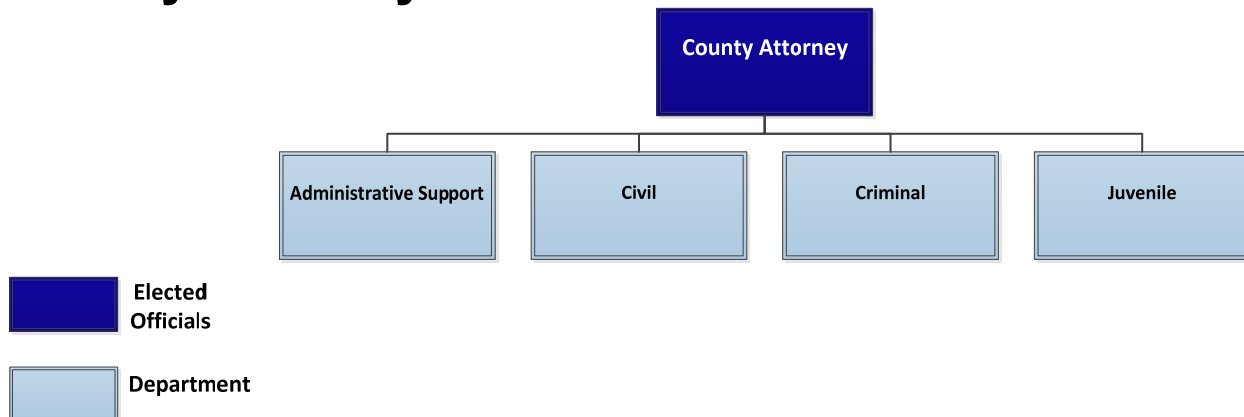 County Attorney
Administrative Support
Civil
Criminal
Juvenile
Elected
Officials
Department